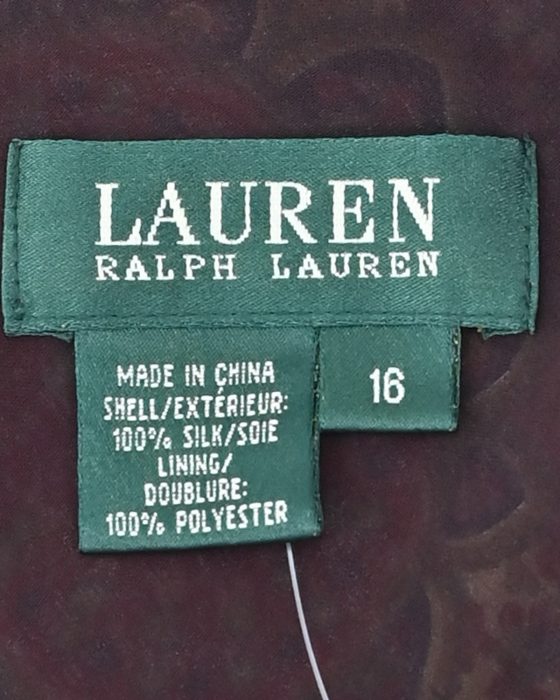 LAUREN
RALPH LAUREN
MADE IN CHINA
SHELL/EXTÉRIEUR:
100% SILK/SOIE
LINING/
DOUBLURE:
100% POLYESTER
16